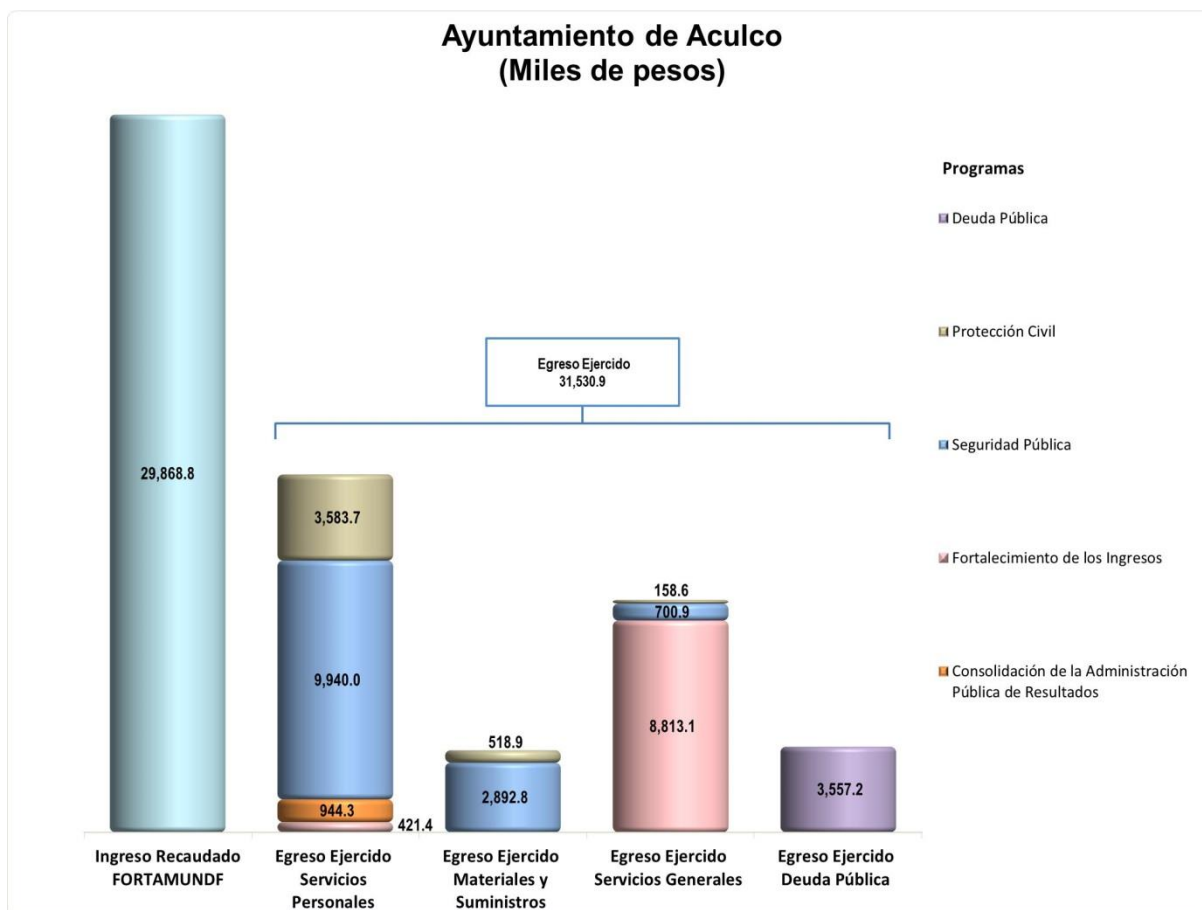 Ayuntamiento de Aculco
(Miles de pesos)
Programas
Deuda Pública
Protección Civil
Egreso Ejercido
31,530.9
Seguridad Pública
29,868.8
3,583.7
Fortalecimiento de los Ingresos
158.6
700.9
9,940.0
Consolidación de la Administración
Pública de Resultados
8,813.1
518.9
2,892.8
3,557.2
944.3
421.4
Ingreso Recaudado
FORTAMUNDF
Egreso Ejercido
Servicios
Personales
Egreso Ejercido
Materiales y
Suministros
Egreso Ejercido
Servicios Generales
Egreso Ejercido
Deuda Pública